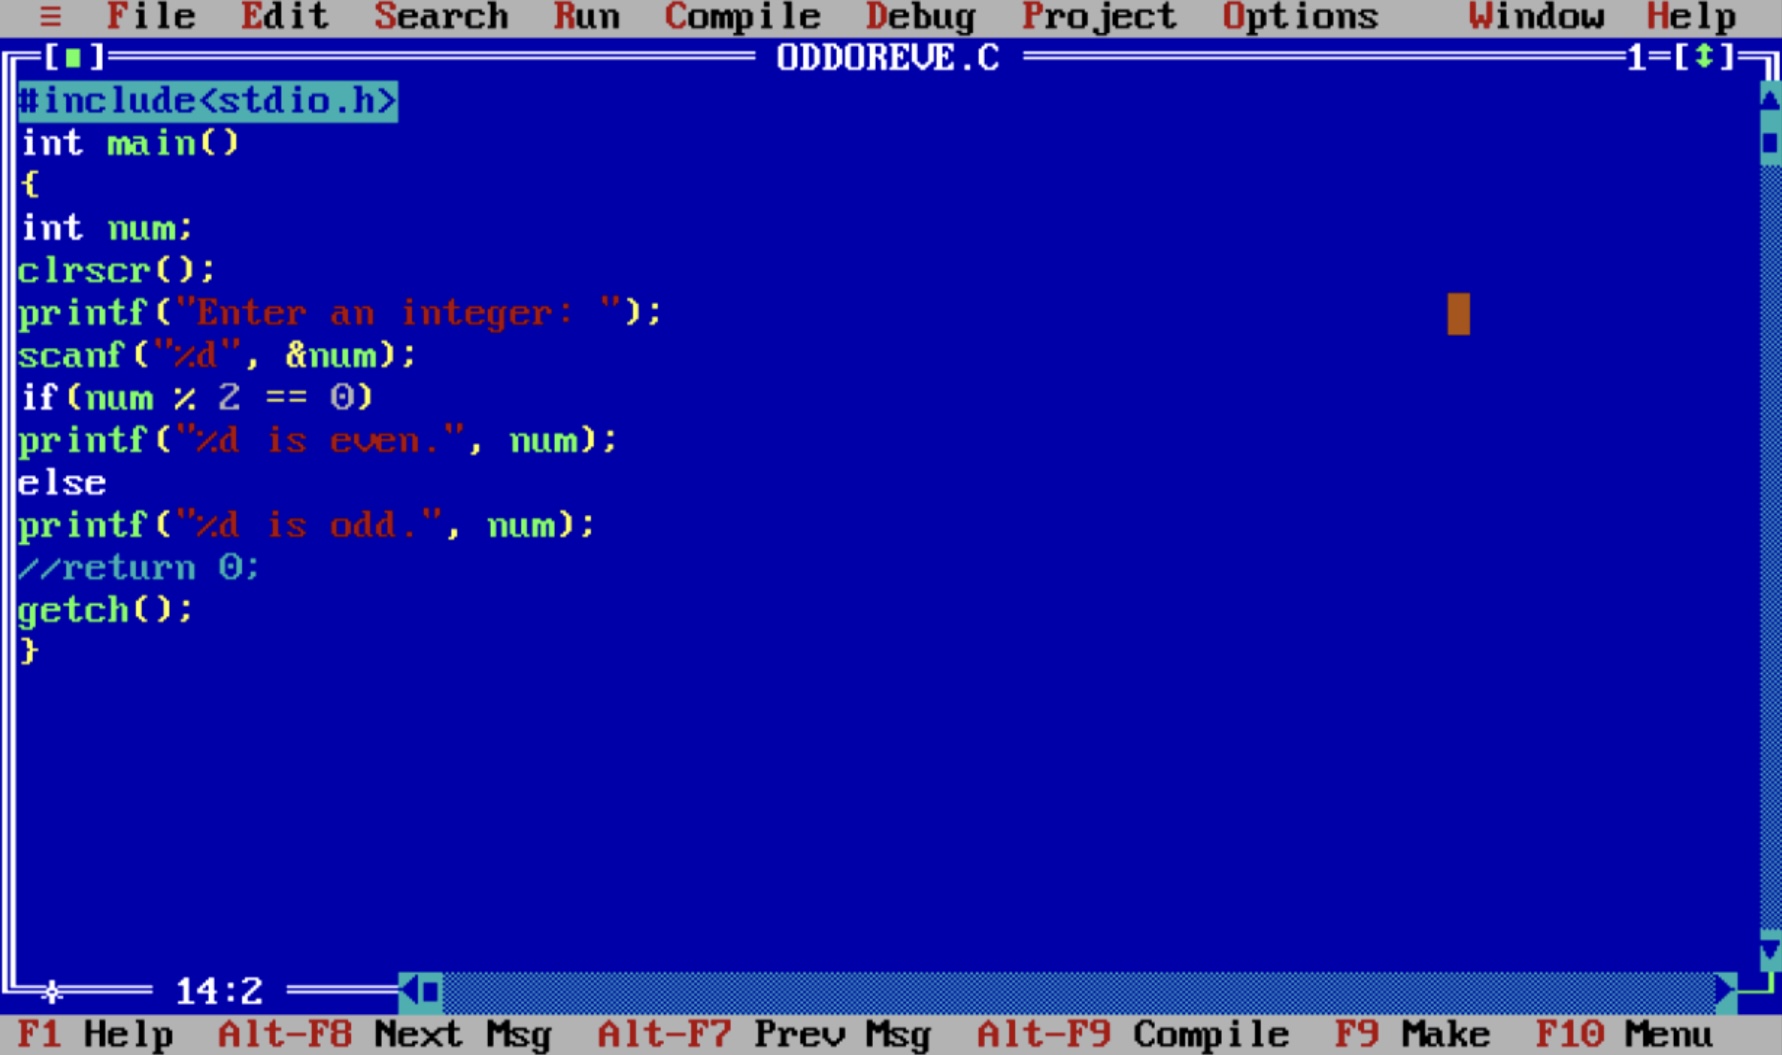 ≡ File Edit Search Run Compile Debug Project Options Window Help
[■] ODDOREVE.C 1=[↕]
#include<stdio.h>
int main()
{
int num;
clrscr();
printf("Enter an integer: ");
scanf("%d", &num);
if(num % 2 == 0)
printf("%d is even.", num);
else
printf("%d is odd.", num);
//return 0;
getch();
}
14:2
F1 Help Alt-F8 Next Msg Alt-F7 Prev Msg Alt-F9 Compile F9 Make F10 Menu